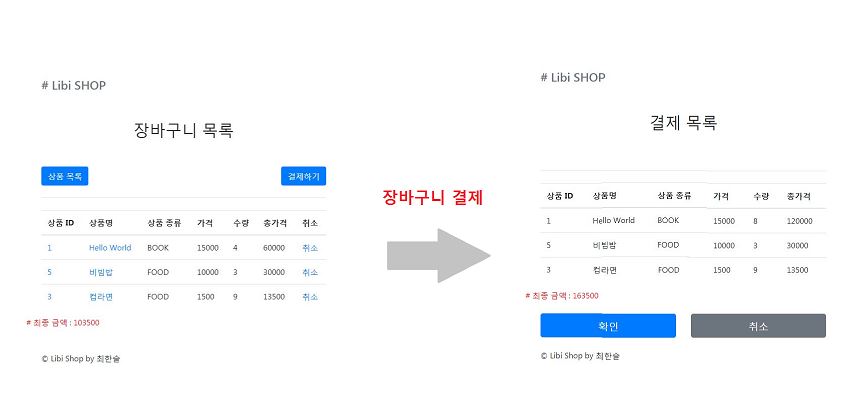 # Libi SHOP
장바구니 목록
상품 목록 결제하기
상품 ID 상품명 상품 종류 가격 수량 총가격 취소
1 Hello World BOOK 15000 4 60000 취소
5 비빔밥 FOOD 10000 3 30000 취소
3 컵라면 FOOD 1500 9 13500 취소
# 최종 금액 : 103500
© Libi Shop by 최한솔
장바구니 결제
# Libi SHOP
결제 목록
상품 ID 상품명 상품 종류 가격 수량 총가격
1 Hello World BOOK 15000 8 120000
5 비빔밥 FOOD 10000 3 30000
3 컵라면 FOOD 1500 9 13500
# 최종 금액 : 163500
확인 취소
© Libi Shop by 최한솔